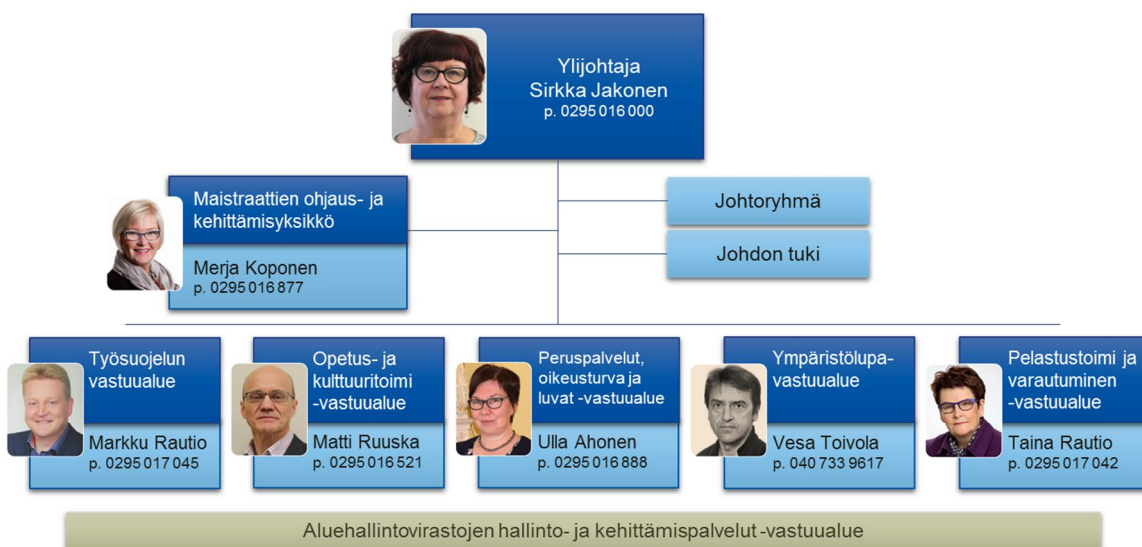 Ylijohtaja
Sirkka Jakonen
p. 0295 016 000
Maistraattien ohjaus- ja
kehittämisyksikkö
Merja Koponen
p. 0295 016 877
Johtoryhmä
Johdon tuki
Työsuojelun
vastuualue
Markku Rautio
p. 0295 017 045
Opetus- ja
kulttuuritoimi
-vastuualue
Matti Ruuska
p. 0295 016 521
Peruspalvelut,
oikeusturva ja
luvat -vastuualue
Ulla Ahonen
p. 0295 016 888
Ympäristölupa-
vastuualue
Vesa Toivola
p. 040 733 9617
Pelastustoimi ja
varautuminen
-vastuualue
Taina Rautio
p. 0295 017 042
Aluehallintovirastojen hallinto- ja kehittämispalvelut -vastuualue